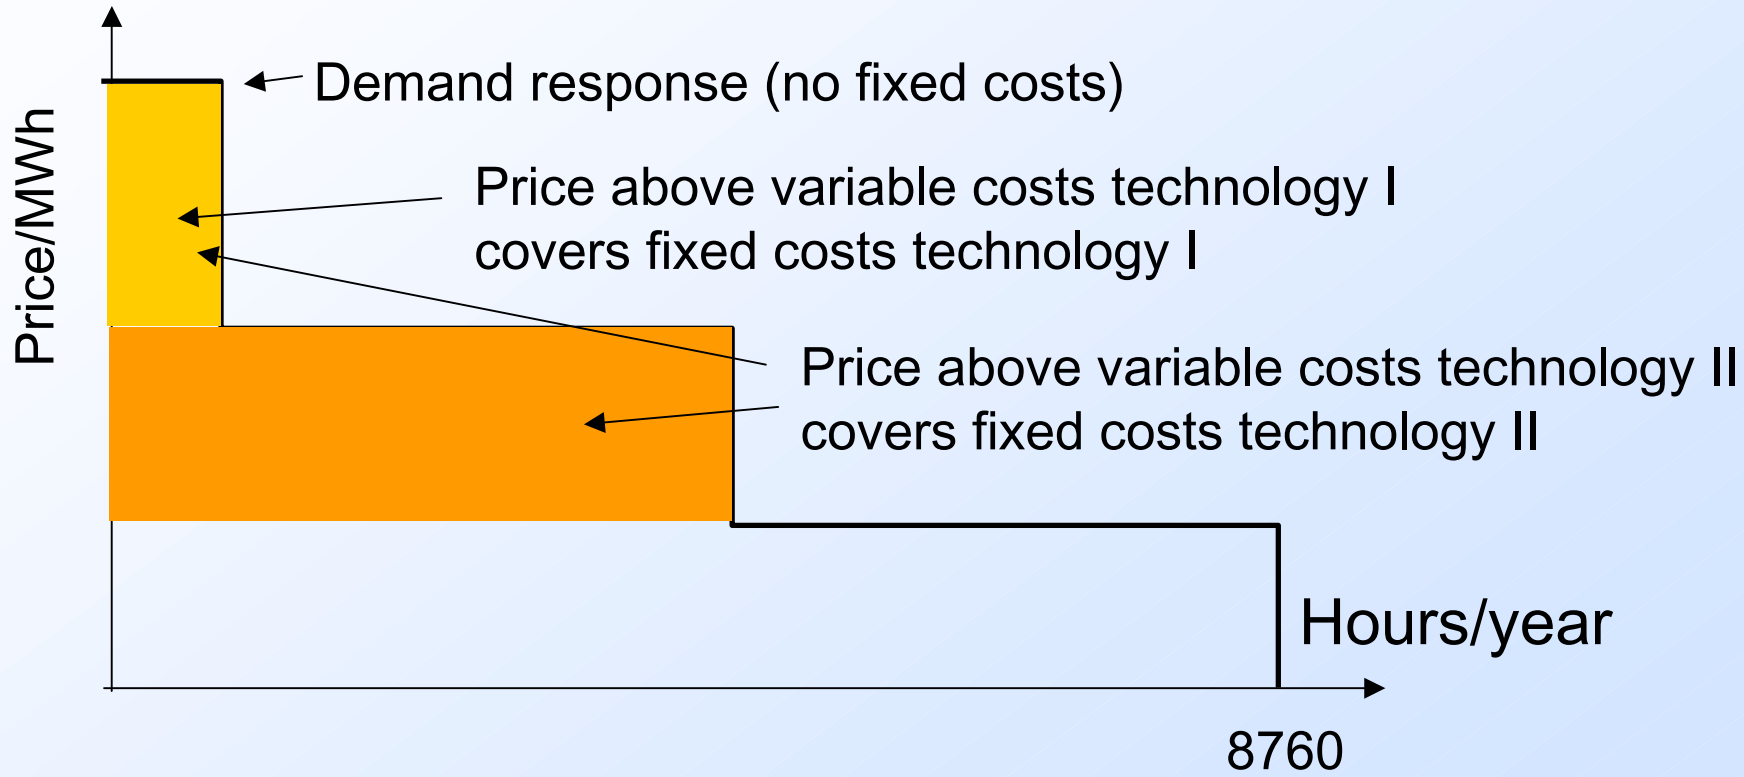 Price/MWh
Demand response (no fixed costs)
Price above variable costs technology I
covers fixed costs technology I
Price above variable costs technology II
covers fixed costs technology II
Hours/year
8760